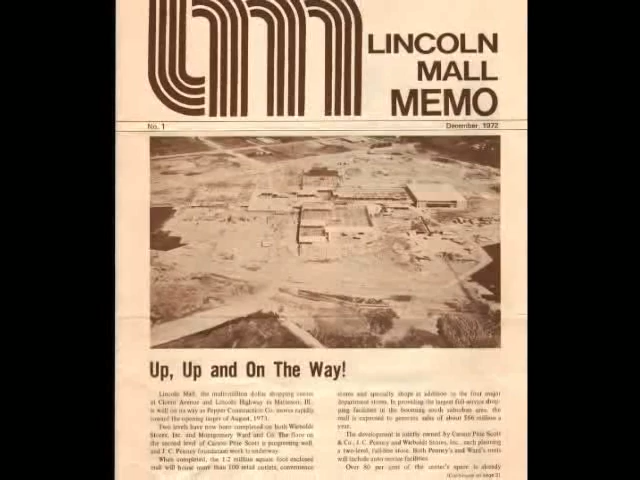 lm
LINCOLN
MALL
MEMO
No. 1
December, 1972
Up, Up and On The Way!
Lincoln Mall, the multimillion dollar shopping center
at Cicero Avenue and Lincoln Highway in Matteson, Ill.
is well on its way as Pepper Construction Co. moves rapidly
toward the opening target of August, 1973.
Two levels have now been completed on both Wieboldt
Stores, Inc. and Montgomery Ward and Co. The floor on
the second level of Carson Pirie Scott is progressing well,
and J. C. Penney foundation work is underway.
When completed, the 1.2 million square foot enclosed
mall will house more than 100 retail outlets, convenience
stores and specialty shops in addition to the four major
department stores. In providing the largest full-service shop-
ping facilities in the booming south suburban area, the
mall is expected to generate sales of about $66 million a
year.
The development is jointly owned by Carson Pirie Scott
& Co., J. C. Penney and Wieboldt Stores, Inc., each planning
a two-level, full-line store. Both Penney's and Ward's units
will include auto service facilities.
Over 80 per cent of the center's space is already
(Continued on page 2)